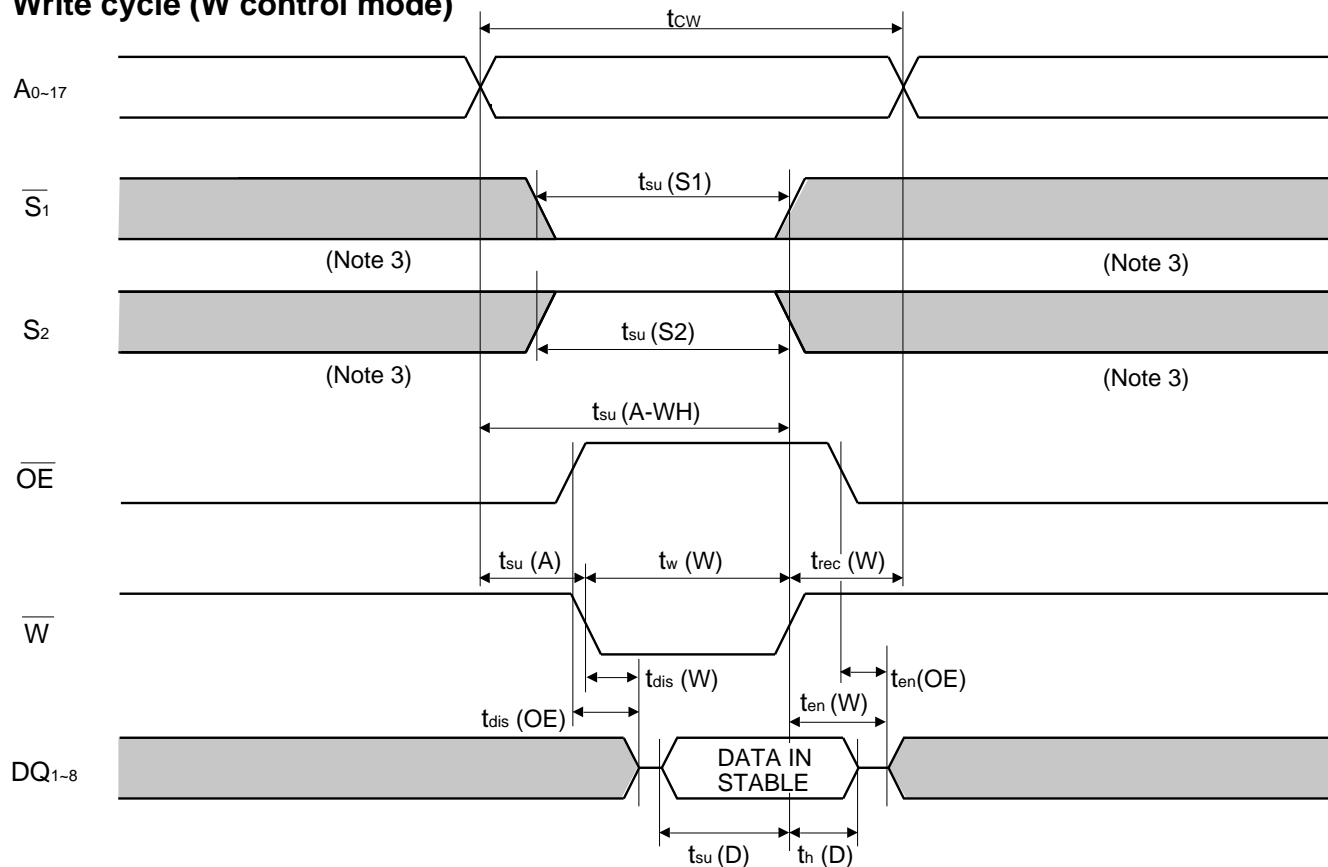 Write cycle (W control mode)
tCW
A0~17
S1
tsu (S1)
(Note 3)
(Note 3)
S2
tsu (S2)
(Note 3)
(Note 3)
tsu (A-WH)
OE
tsu (A)
tw (W)
trec (W)
W
tdis (W)
ten(OE)
tdis (OE)
ten (W)
DQ1~8
DATA IN
STABLE
tsu (D)
th (D)